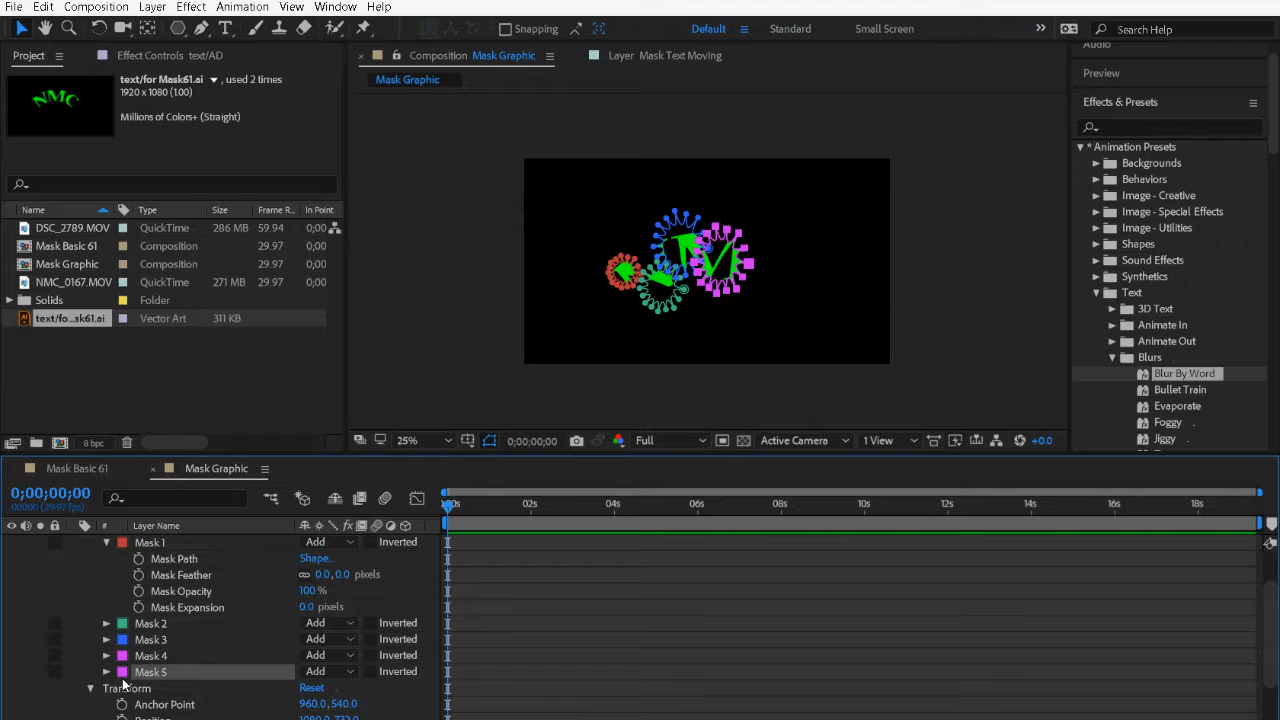 File Edit Composition Layer Effect Animation View Window Help
Snapping Default Standard Small Screen Search Help
Project Effect Controls text/AD Composition Mask Graphic Layer Mask Text Moving Audio
text/for Mask61.ai , used 2 times
1920 x 1080 (1.00)
Millions of Colors+ (Straight)
NMC
Mask Graphic
Preview
Effects & Presets
* Animation Presets
Backgrounds
Behaviors
Image - Creative
Image - Special Effects
Image - Utilities
Shapes
Sound Effects
Synthetics
Text
3D Text
Animate In
Animate Out
Blurs
Blur By Word
Bullet Train
Evaporate
Foggy
Jiggy
Name Type Size Frame R... In Point
DSC_2789.MOV QuickTime 286 MB 59.94 0;00
Mask Basic 61 Composition 29.97 0;00
Mask Graphic Composition 29.97 0;00
NMC_0167.MOV QuickTime 271 MB 29.97 0;00
Solids Folder
text/fo...sk61.ai Vector Art 311 KB
8 bpc
25% 0;00;00;00 Full Active Camera 1 View +0.0
Mask Basic 61 Mask Graphic
0;00;00;00
00000 (29.97 fps)
:00s 02s 04s 06s 08s 10s 12s 14s 16s 18s
# Layer Name
Mask 1 Add Inverted
Mask Path Shape...
Mask Feather 0.0, 0.0 pixels
Mask Opacity 100 %
Mask Expansion 0.0 pixels
Mask 2 Add Inverted
Mask 3 Add Inverted
Mask 4 Add Inverted
Mask 5 Add Inverted
Transform Reset
Anchor Point 960.0, 540.0
Position 1080.0, 732.0